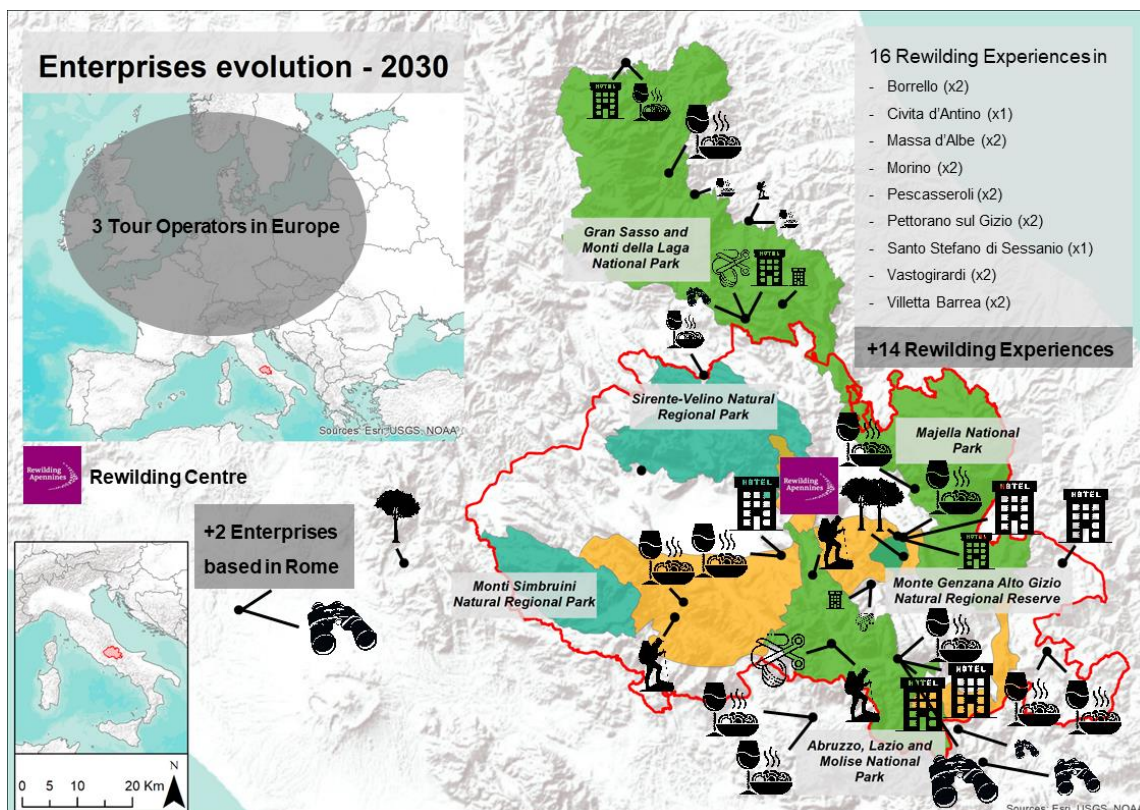 Enterprises evolution - 2030
3 Tour Operators in Europe
Sources: Esri, USGS, NOAA
Rewilding
Apennines
Rewilding Centre
+2 Enterprises
based in Rome
N
0 5 10 20 Km
16 Rewilding Experiences in
- Borrello (x2)
- Civita d'Antino (x1)
- Massa d'Albe (x2)
- Morino (x2)
- Pescasseroli (x2)
- Pettorano sul Gizio (x2)
- Santo Stefano di Sessanio (x1)
- Vastogirardi (x2)
- Villetta Barrea (x2)
+14 Rewilding Experiences
HOTEL
Gran Sasso and
Monti della Laga
National Park
HOTEL
Sirente-Velino Natural
Regional Park
Majella National
Park
Rewilding
Apennines
HOTEL
HOTEL
HOTEL
HOTEL
Monti Simbruini
Natural Regional Park
Monte Genzana Alto Gizio
Natural Regional Reserve
HOTEL
HOTEL
Abruzzo, Lazio and
Molise National
Park
Sources: Esri, USGS, NOAA